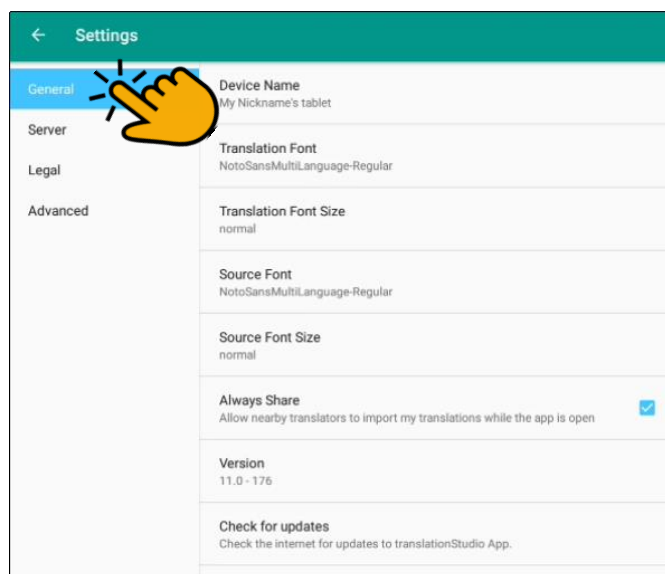 Settings
General
Server
Legal
Advanced
Device Name
My Nickname's tablet
Translation Font
NotoSansMultiLanguage-Regular
Translation Font Size
normal
Source Font
NotoSansMultiLanguage-Regular
Source Font Size
normal
Always Share
Allow nearby translators to import my translations while the app is open
Version
11.0 - 176
Check for updates
Check the internet for updates to translationStudio App.